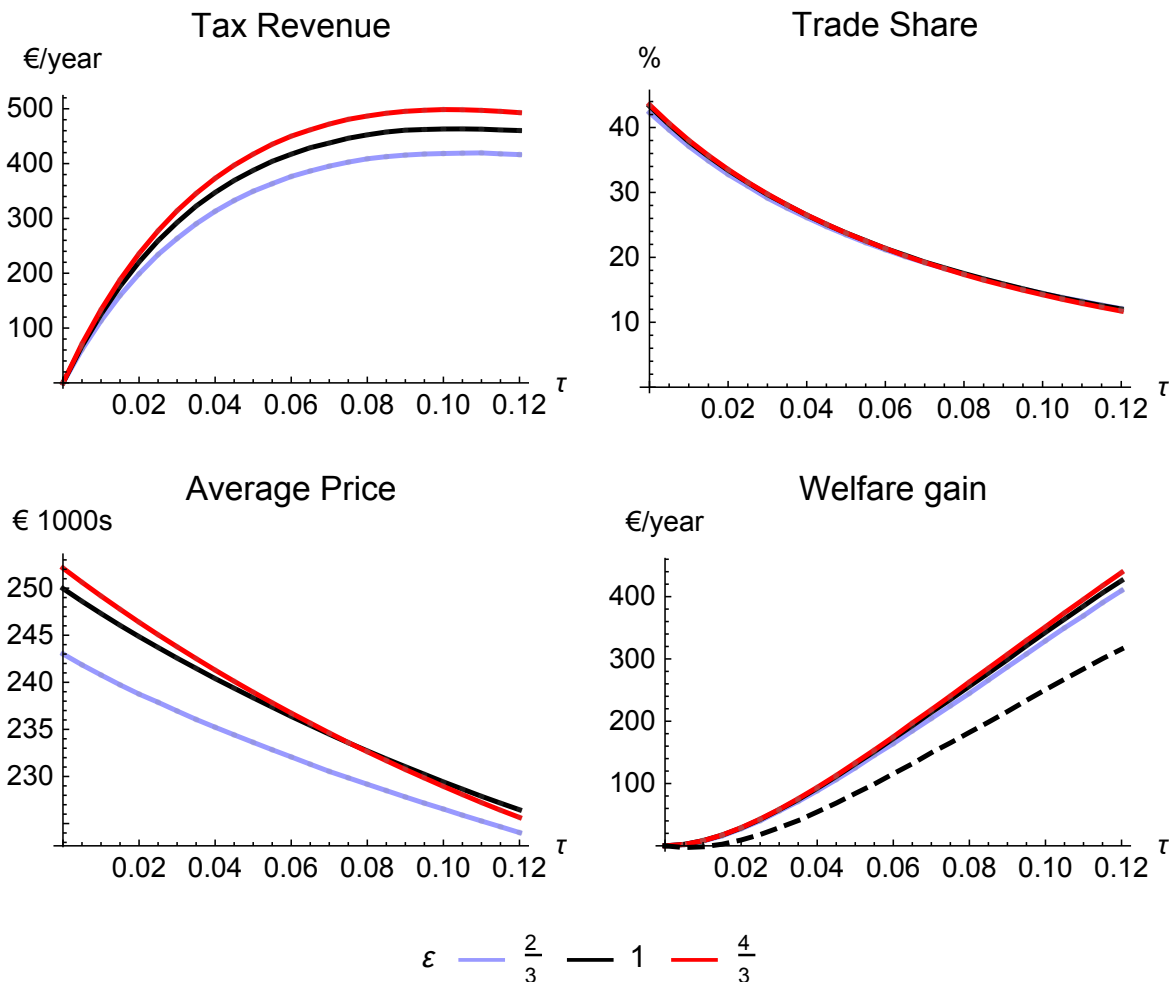 Tax Revenue
€/year
500
400
300
200
100
0.02 0.04 0.06 0.08 0.10 0.12 τ
Trade Share
%
40
30
20
10
0.02 0.04 0.06 0.08 0.10 0.12 τ
Average Price
€ 1000s
250
245
240
235
230
0.02 0.04 0.06 0.08 0.10 0.12 τ
Welfare gain
€/year
400
300
200
100
0.02 0.04 0.06 0.08 0.10 0.12 τ
ε 2/3 1 4/3